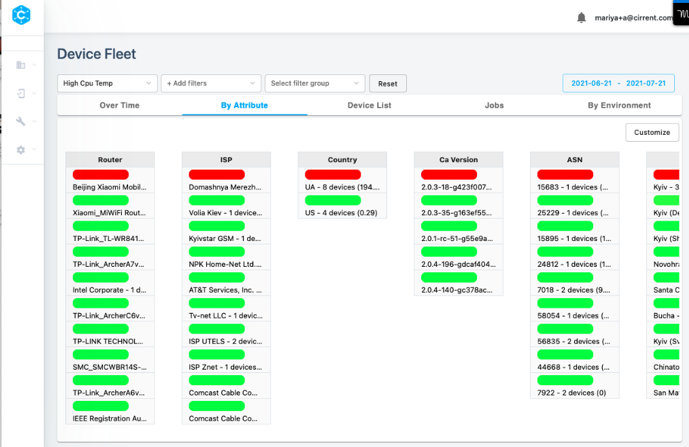 mariya+a@cirrent.com
Device Fleet
High Cpu Temp
+ Add filters
Select filter group
Reset
2021-06-21 - 2021-07-21
Over Time
By Attribute
Device List
Jobs
By Environment
Customize
Router
Beijing Xiaomi Mobil...
Xiaomi_MiWiFi Rout...
TP-Link_TL-WR841...
TP-Link_ArcherA7v...
Intel Corporate - 1 d...
TP-Link_ArcherC6v...
TP-LINK TECHNOL...
SMC_SMCWBR14S-...
TP-Link_ArcherA6v...
IEEE Registration Au...
ISP
Domashnya Merezh...
Volia Kiev - 1 device...
Kyivstar GSM - 1 de...
NPK Home-Net Ltd....
AT&T Services, Inc. ...
Tv-net LLC - 1 devic...
ISP UTELS - 2 devic...
ISP Znet - 1 devices...
Comcast Cable Co...
Comcast Cable Co...
Country
UA - 8 devices (194....
US - 4 devices (0.29)
Ca Version
2.0.3-18-g423f007...
2.0.3-35-g163ef55...
2.0.1-rc-51-g55e9a...
2.0.4-196-gdcaf404...
2.0.4-140-gc378ac...
ASN
15683 - 1 devices (...
25229 - 1 devices (...
15895 - 1 devices (1...
24812 - 1 devices (1...
7018 - 2 devices (9....
58054 - 1 devices (...
56835 - 2 devices (...
44668 - 1 devices (...
7922 - 2 devices (0)
Kyiv - 3
Kyiv (De
Kyiv (Sh
Novohra
Santa C
Bucha -
Kyiv (Sv
Chinato
San Ma